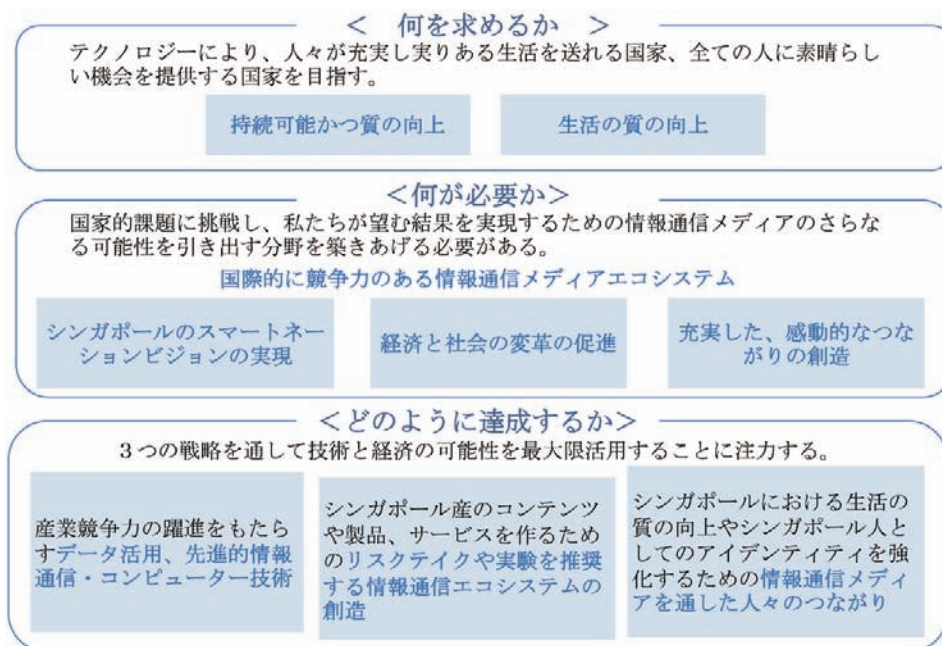 ＜ 何を求めるか ＞
テクノロジーにより、人々が充実し実りある生活を送れる国家、全ての人に素晴らし
い機会を提供する国家を目指す。
持続可能かつ質の向上
生活の質の向上
＜何が必要か＞
国家的課題に挑戦し、私たちが望む結果を実現するための情報通信メディアのさらな
る可能性を引き出す分野を築きあげる必要がある。
国際的に競争力のある情報通信メディアエコシステム
シンガポールのスマートネー
ションビジョンの実現
経済と社会の変革の促進
充実した、感動的なつな
がりの創造
＜どのように達成するか＞
３つの戦略を通して技術と経済の可能性を最大限活用することに注力する。
産業競争力の躍進をもたら
すデータ活用、先進的情報
通信・コンピューター技術
シンガポール産のコンテンツ
や製品、サービスを作るため
のリスクテイクや実験を推奨
する情報通信エコシステムの
創造
シンガポールにおける生活の
質の向上やシンガポール人と
してのアイデンティティを強
化するための情報通信メディ
アを通した人々のつながり